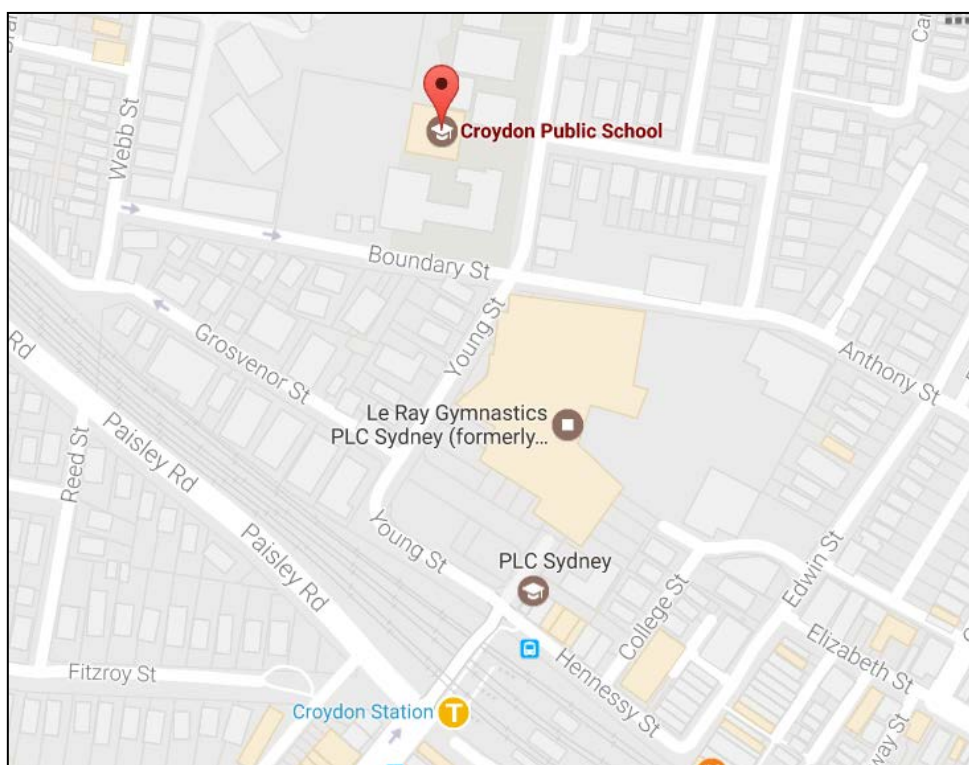 Webb St
Croydon Public School
Boundary St
Young St
Grosvenor St
Anthony St
Rd
Le Ray Gymnastics
PLC Sydney (formerly...
Reed St
Paisley Rd
Young St
Paisley Rd
PLC Sydney
College St
Edwin St
Elizabeth St
Hennessy St
Fitzroy St
Croydon Station
T